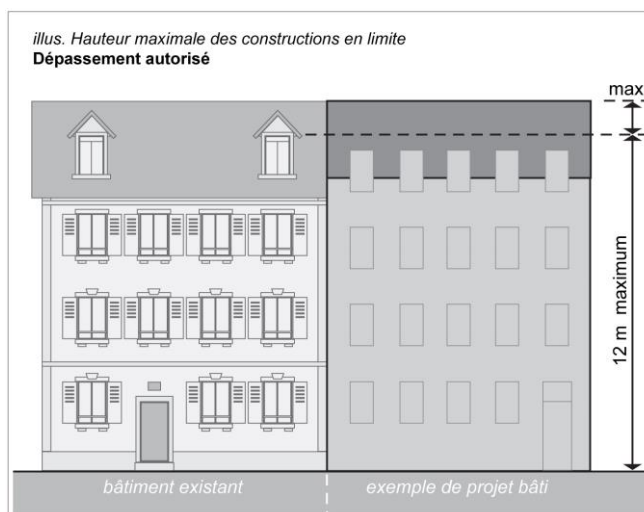 illus. Hauteur maximale des constructions en limite
Dépassement autorisé
max
12 m maximum
bâtiment existant
exemple de projet bâti